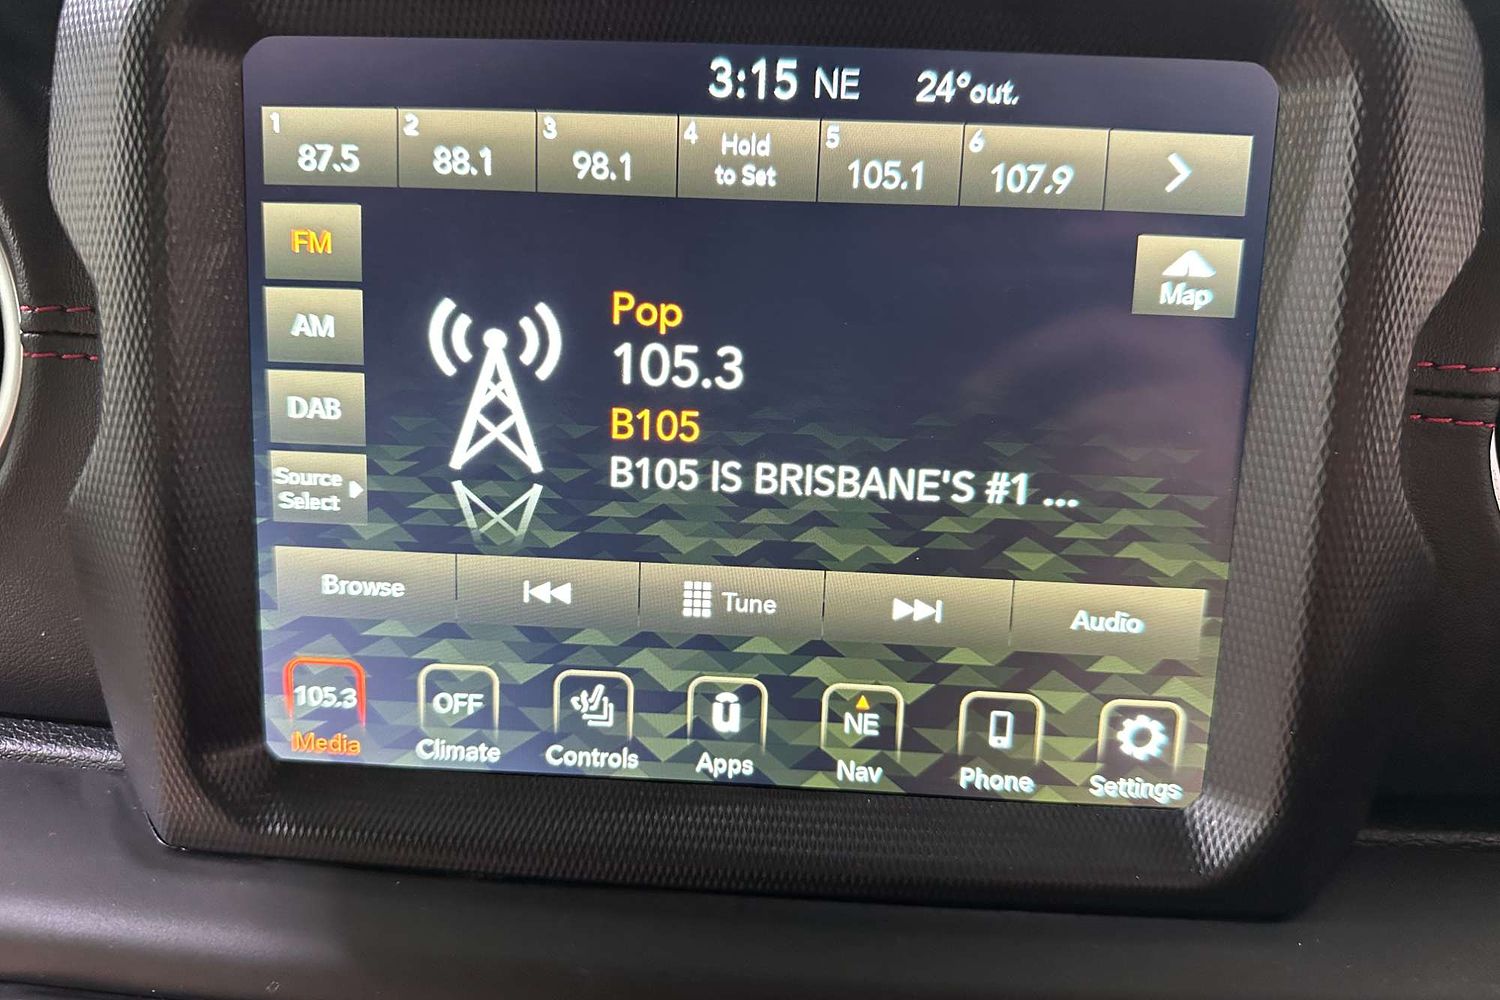 3:15 NE 24°out.
1 87.5
2 88.1
3 98.1
4 Hold to Set
5 105.1
6 107.9
FM
AM
DAB
Source
Select
Map
Pop
105.3
B105
B105 IS BRISBANE'S #1 ...
Browse Tune Audio
105.3 OFF NE
Media Climate Controls Apps Nav Phone Settings